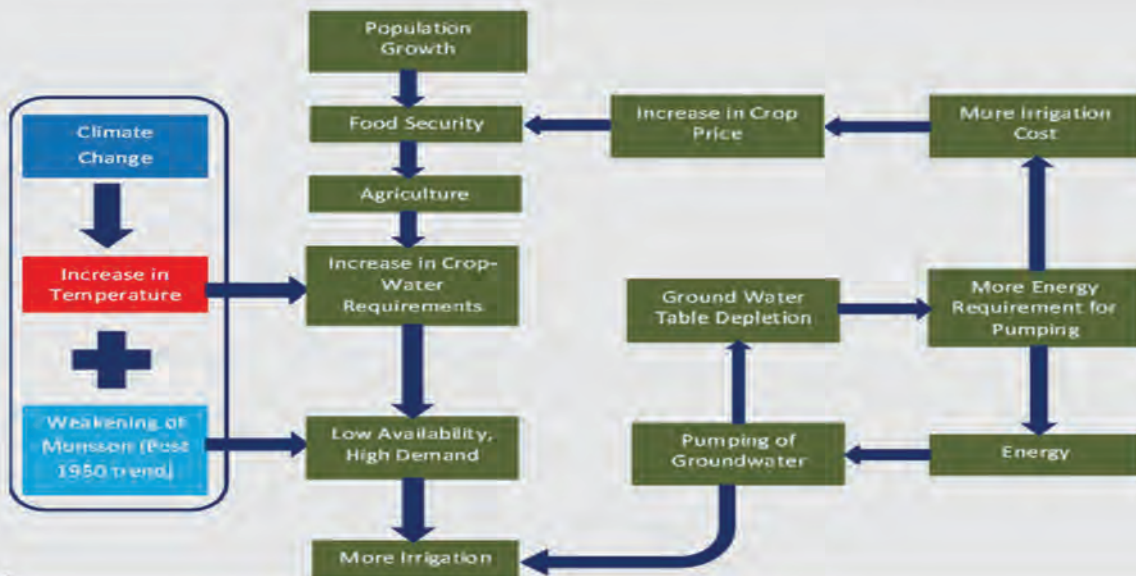 Population
Growth
Climate
Change
Food Security
Increase in Crop
Price
More Irrigation
Cost
Agriculture
Increase in
Temperature
Increase in Crop-
Water
Requirements
Ground Water
Table Depletion
More Energy
Requirement for
Pumping
Weakening of
Munsson (Post
1950 trend)
Low Availability,
High Demand
Pumping of
Groundwater
Energy
More Irrigation